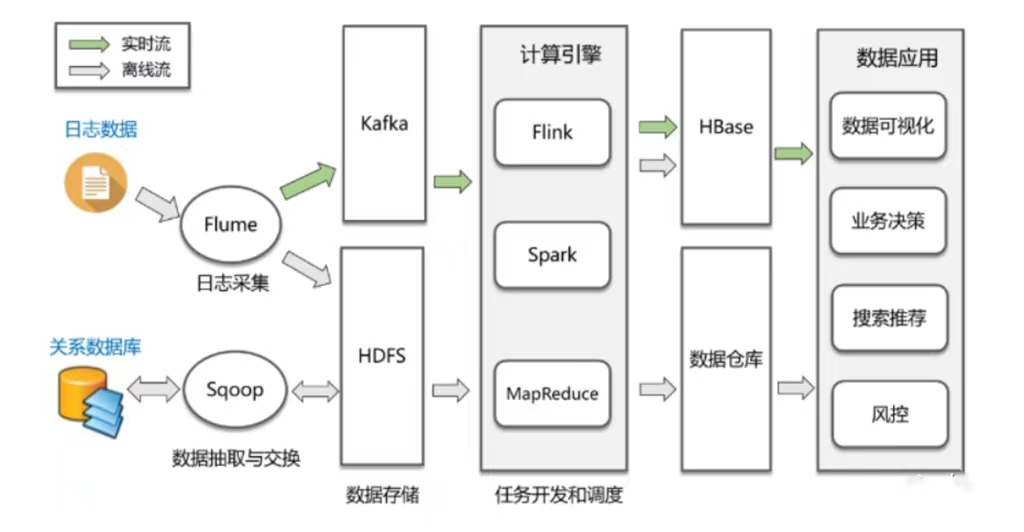 实时流
离线流
日志数据
Flume
日志采集
关系数据库
Sqoop
数据抽取与交换
Kafka
HDFS
数据存储
计算引擎
Flink
Spark
MapReduce
任务开发和调度
HBase
数据仓库
数据应用
数据可视化
业务决策
搜索推荐
风控